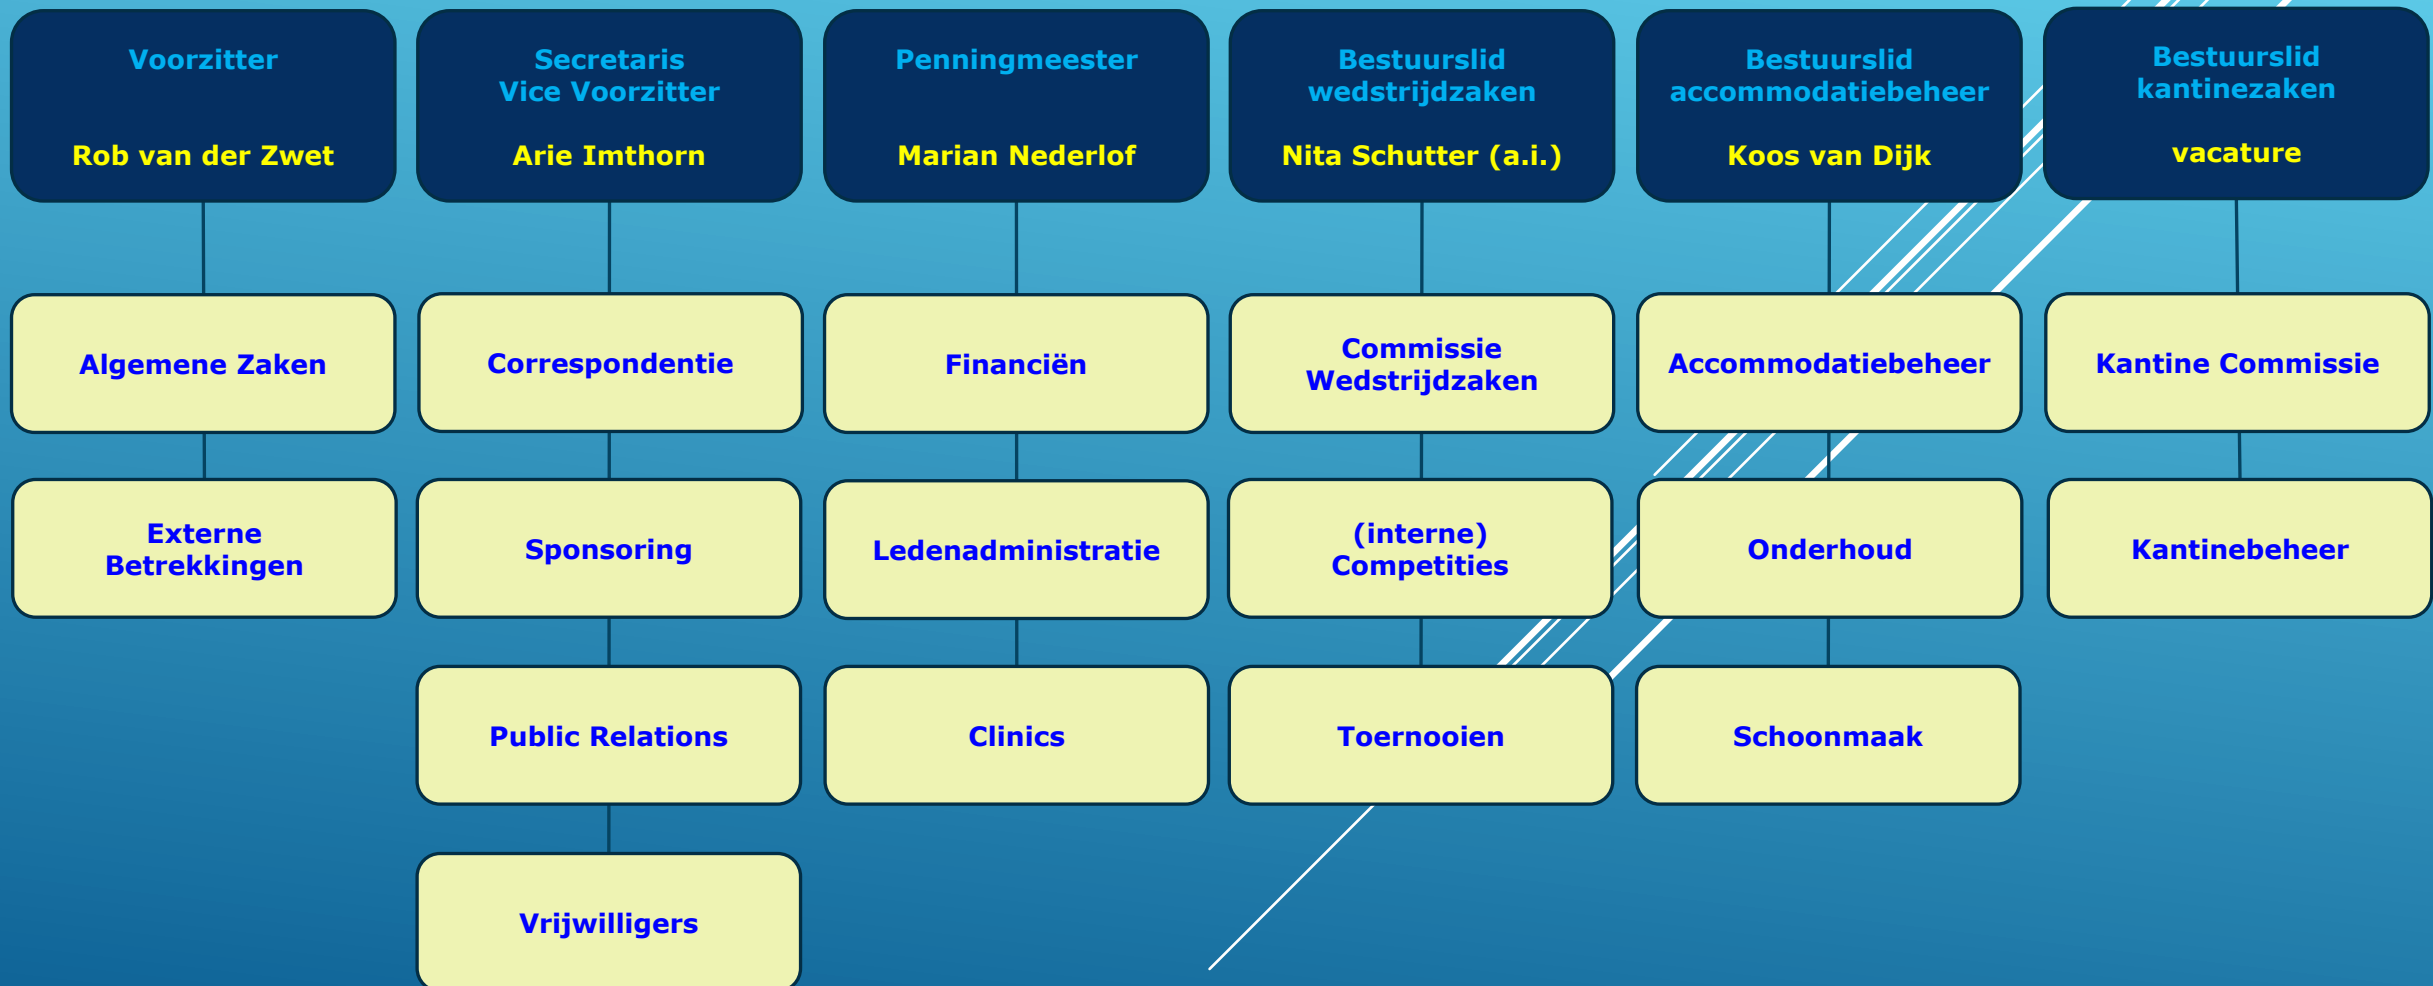 Voorzitter
Rob van der Zwet
Secretaris
Vice Voorzitter
Arie Imthorn
Penningmeester
Marian Nederlof
Bestuurslid
wedstrijdzaken
Nita Schutter (a.i.)
Bestuurslid
accommodatiebeheer
Koos van Dijk
Bestuurslid
kantinezaken
vacature
Algemene Zaken
Correspondentie
Financiën
Commissie
Wedstrijdzaken
Accommodatiebeheer
Kantine Commissie
Externe
Betrekkingen
Sponsoring
Ledenadministratie
(interne)
Competities
Onderhoud
Kantinebeheer
Public Relations
Clinics
Toernooien
Schoonmaak
Vrijwilligers